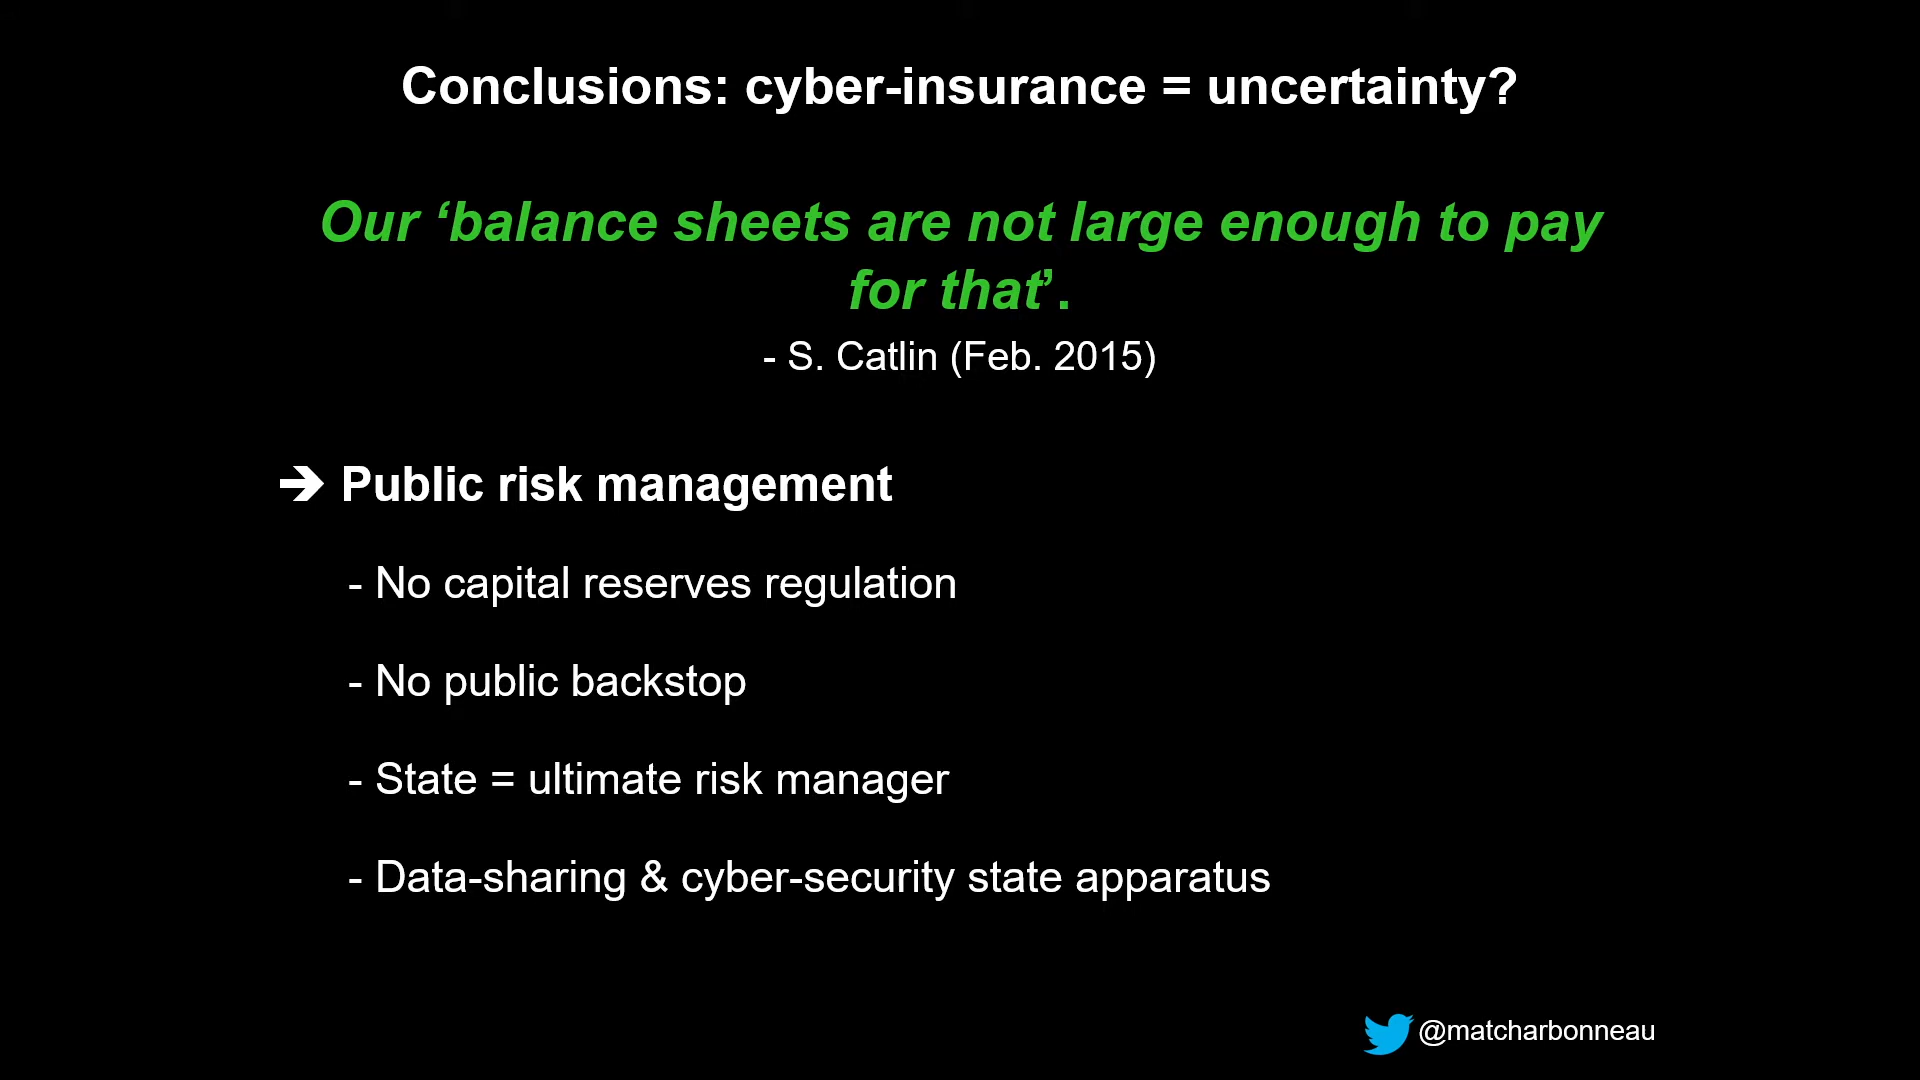 Conclusions: cyber-insurance = uncertainty?
Our ‘balance sheets are not large enough to pay
for that’.
- S. Catlin (Feb. 2015)
➔ Public risk management
- No capital reserves regulation
- No public backstop
- State = ultimate risk manager
- Data-sharing & cyber-security state apparatus
@matcharbonneau